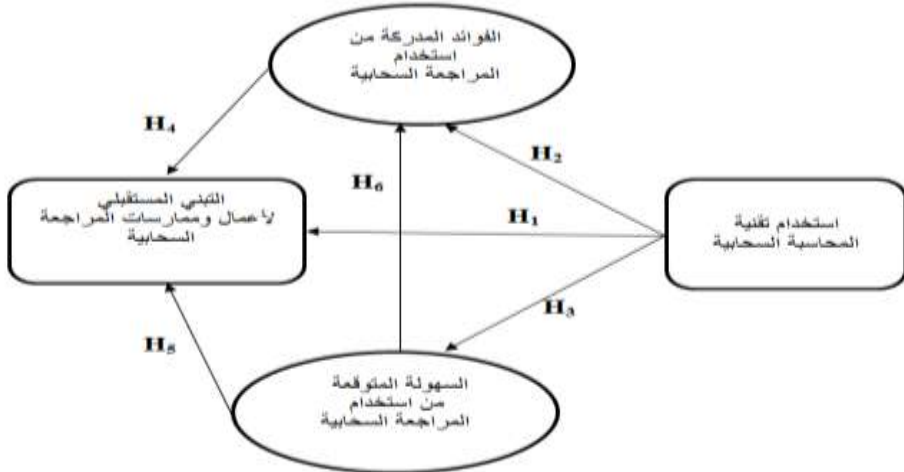 الفوائد المدركة من
استخدام
المراجعة السحابية
H₄
H₂
H₆
التبني المستقبلي
لأعمال وممارسات المراجعة
السحابية
H₁
استخدام تقنية
المحاسبة السحابية
H₃
H₅
السهولة المتوقعة
من استخدام
المراجعة السحابية